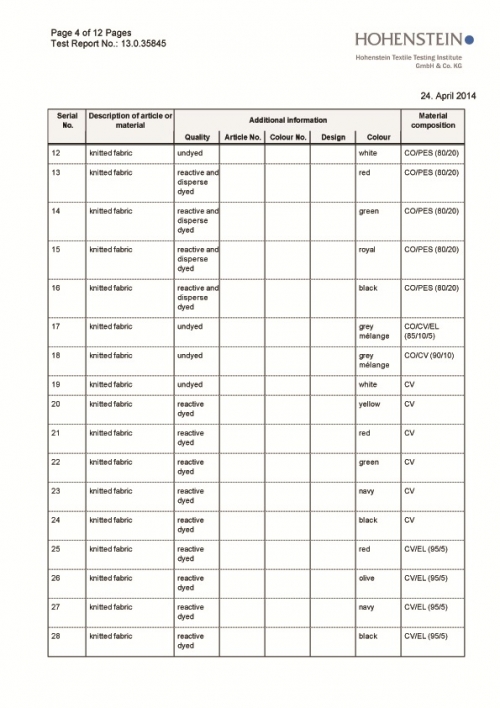 Page 4 of 12 Pages
Test Report No.: 13.0.35845
HOHENSTEIN
Hohenstein Textile Testing Institute
GmbH & Co. KG
24. April 2014
Serial No. Description of article or material Additional information Material composition
Quality Article No. Colour No. Design Colour
12 knitted fabric undyed white CO/PES (80/20)
13 knitted fabric reactive and red CO/PES (80/20)
disperse
dyed
14 knitted fabric reactive and green CO/PES (80/20)
disperse
dyed
15 knitted fabric reactive and royal CO/PES (80/20)
disperse
dyed
16 knitted fabric reactive and black CO/PES (80/20)
disperse
dyed
17 knitted fabric undyed grey CO/CV/EL
mélange (85/10/5)
18 knitted fabric undyed grey CO/CV (90/10)
mélange
19 knitted fabric undyed white CV
20 knitted fabric reactive yellow CV
dyed
21 knitted fabric reactive red CV
dyed
22 knitted fabric reactive green CV
dyed
23 knitted fabric reactive navy CV
dyed
24 knitted fabric reactive black CV
dyed
25 knitted fabric reactive red CV/EL (95/5)
dyed
26 knitted fabric reactive olive CV/EL (95/5)
dyed
27 knitted fabric reactive navy CV/EL (95/5)
dyed
28 knitted fabric reactive black CV/EL (95/5)
dyed